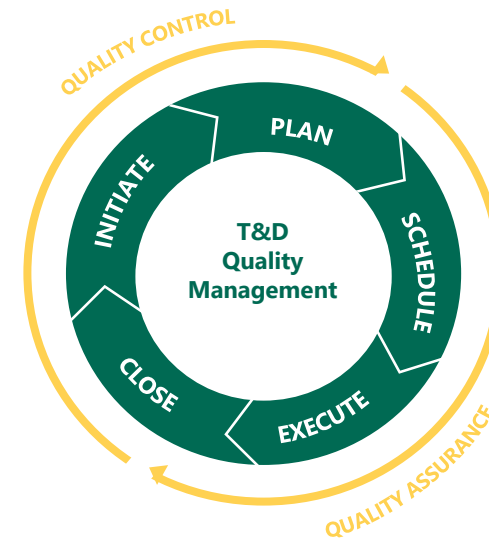 QUALITY CONTROL
PLAN
INITIATE
SCHEDULE
T&D
Quality
Management
CLOSE
EXECUTE
QUALITY ASSURANCE